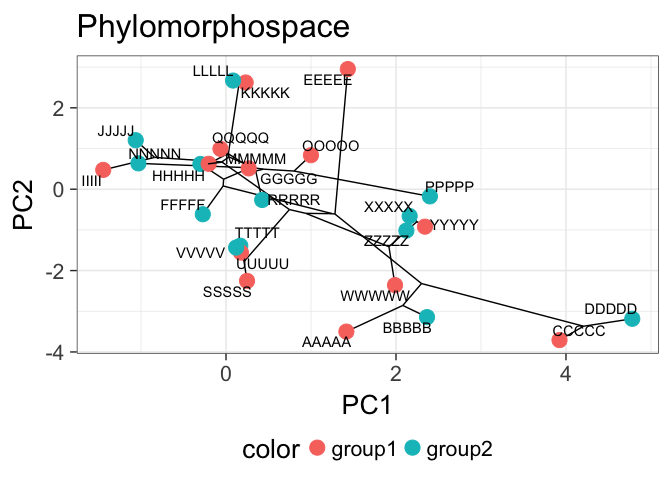 Phylomorphospace
LLLLL
KKKKK
EEEEE
JJJJJ
QQQQQ
OOOOO
NNNNN
MMMMM
IIIII
HHHHH
GGGGG
PPPPP
FFFFF
RRRRR
XXXXX
YYYYY
ZZZZZ
TTTTT
VVVVV
UUUUU
SSSSS
WWWWW
DDDDD
BBBBB
CCCCC
AAAAA
2
0
-2
-4
PC2
0 2 4
PC1
color group1 group2